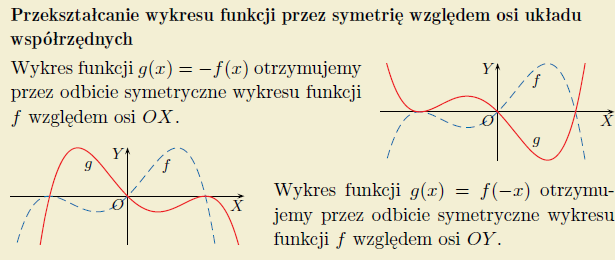 Przekształcanie wykresu funkcji przez symetrię względem osi układu
współrzędnych
Wykres funkcji g(x) = −f(x) otrzymujemy
przez odbicie symetryczne wykresu funkcji
f względem osi OX.
Y
f
O
X
g
g
Y
f
O
X
Wykres funkcji g(x) = f(−x) otrzymu-
jemy przez odbicie symetryczne wykresu
funkcji f względem osi OY.